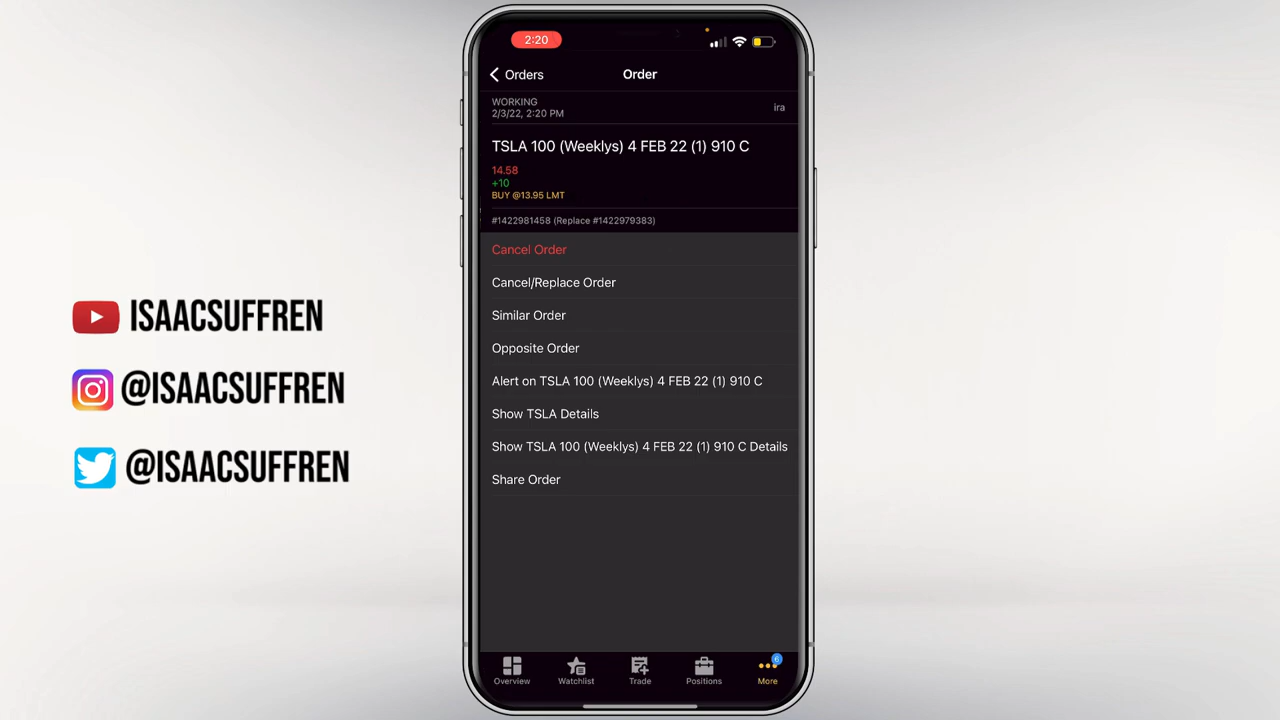 2:20
Orders
Order
WORKING
2/3/22, 2:20 PM
ira
TSLA 100 (Weeklys) 4 FEB 22 (1) 910 C
14.58
+10
BUY @13.95 LMT
#1422981458 (Replace #1422979383)
Cancel Order
Cancel/Replace Order
Similar Order
Opposite Order
Alert on TSLA 100 (Weeklys) 4 FEB 22 (1) 910 C
Show TSLA Details
Show TSLA 100 (Weeklys) 4 FEB 22 (1) 910 C Details
Share Order
Overview
Watchlist
Trade
Positions
6
More
ISAACSUFFREN
@ISAACSUFFREN
@ISAACSUFFREN